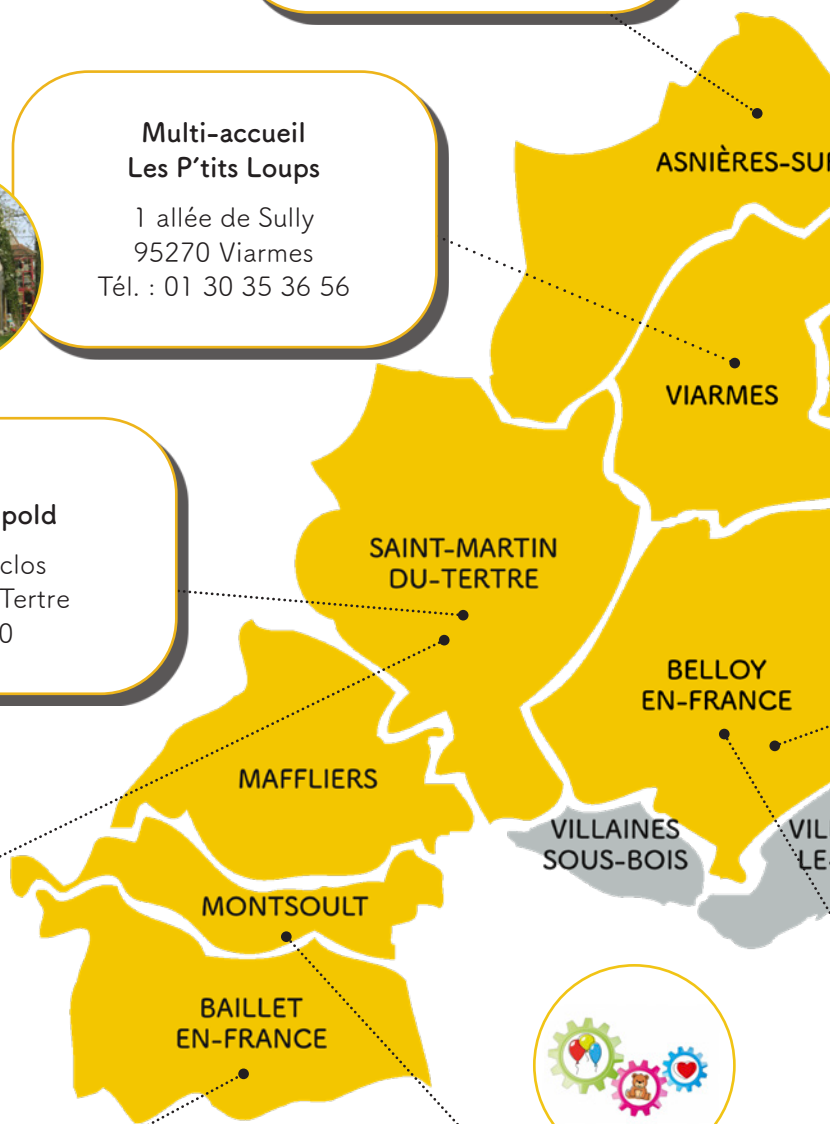 Multi-accueil
Les P'tits Loups
1 allée de Sully
95270 Viarmes
Tél. : 01 30 35 36 56
ASNIÈRES-SUR
VIARMES
pold
clos
Tertre
0
SAINT-MARTIN
DU-TERTRE
BELLOY
EN-FRANCE
MAFFLIERS
VILLAINES
SOUS-BOIS
VIL
LE-
MONTSOULT
BAILLET
EN-FRANCE